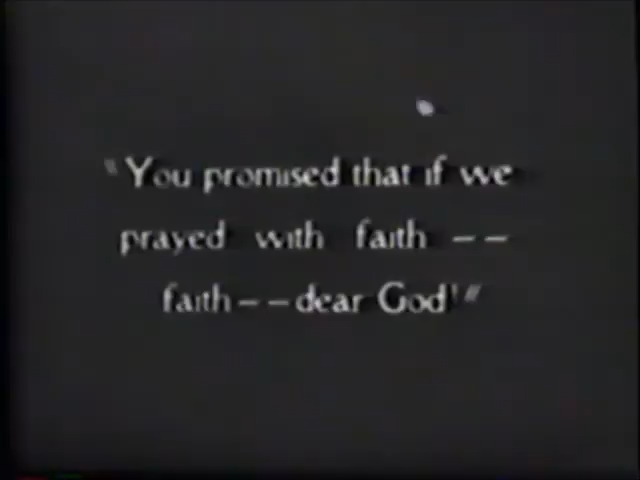 "You promised that if we
prayed with faith --
faith -- dear God!"